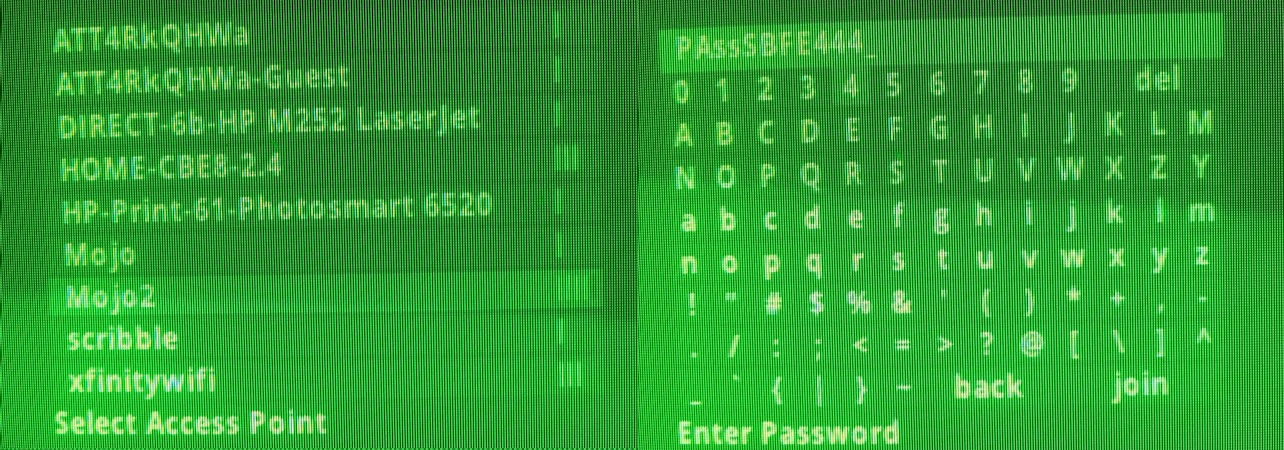 ATT4RkQHWa
ATT4RkQHWa-Guest
DIRECT-6b-HP M252 LaserJet
HOME-CBE8-2.4
HP-Print-61-Photosmart 6520
Mojo
Mojo2
scribble
xfinitywifi
Select Access Point
PAssSBFE444_
0 1 2 3 4 5 6 7 8 9 del
A B C D E F G H I J K L M
N O P Q R S T U V W X Z Y
a b c d e f g h i j k l m
n o p q r s t u v w x y z
! " # $ % & ' ( ) * + , -
. / : ; < = > ? @ [ \ ] ^
_ ` { | } ~ back join
Enter Password